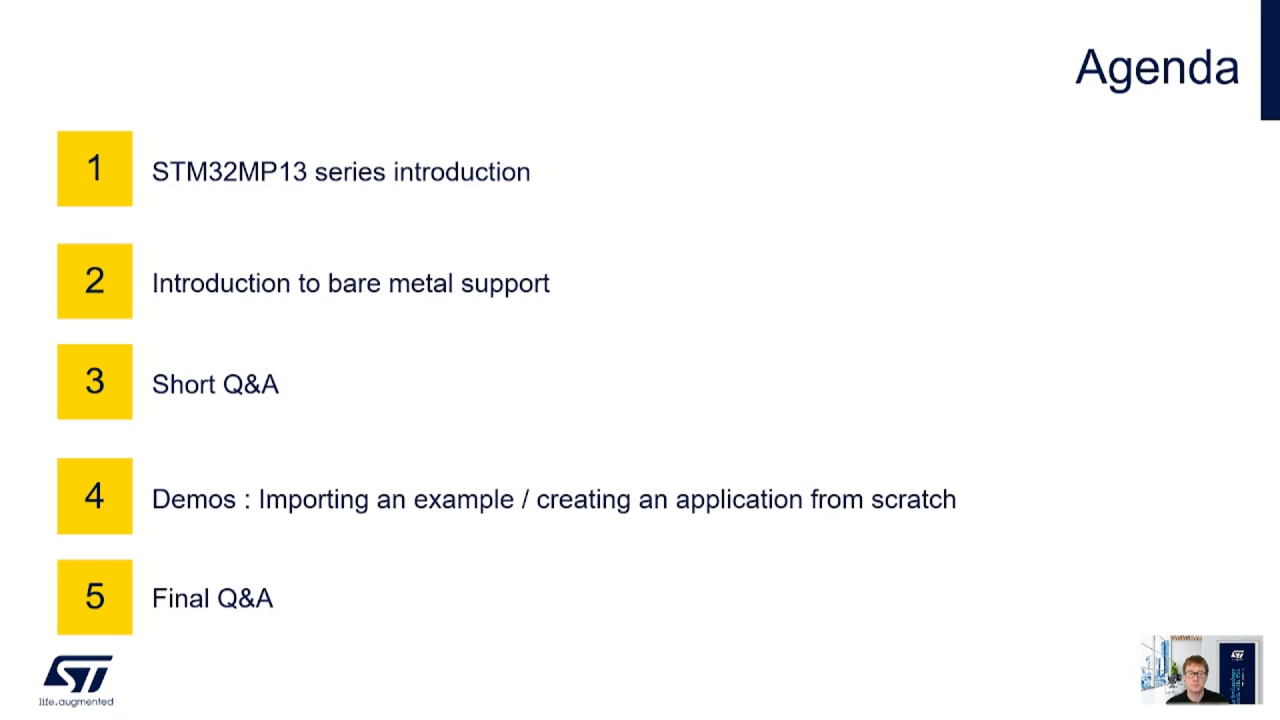 Agenda
1
STM32MP13 series introduction
2
Introduction to bare metal support
3
Short Q&A
4
Demos : Importing an example / creating an application from scratch
5
Final Q&A
ST
life.augmented